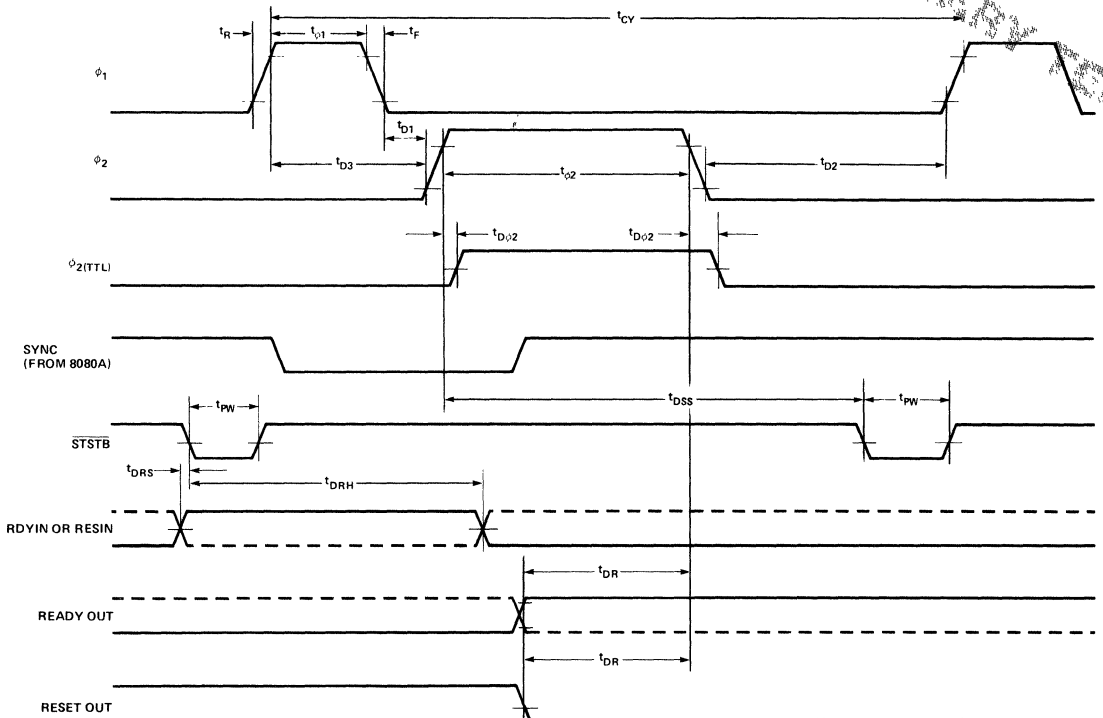 tCY
tR
tφ1
tF
φ1
tD1
φ2
tD3
tφ2
tD2
tDφ2
tDφ2
φ2(TTL)
SYNC
(FROM 8080A)
tDSS
tPW
tPW
STSTB
tDRS
tDRH
RDYIN OR RESIN
tDR
READY OUT
tDR
RESET OUT